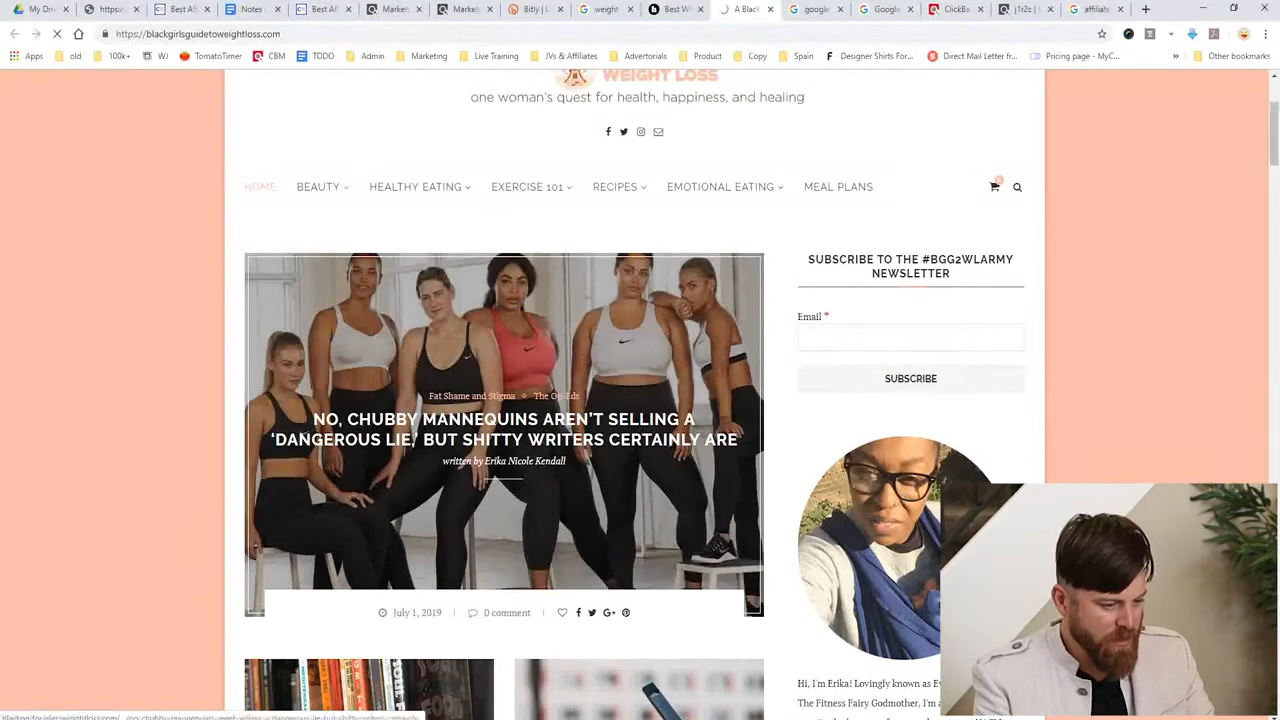 My Dri
https:/
Best Af
Notes -
Best Af
Market
Market
Bitly | L
weight
Best Wi
A Black
google
Google
ClickBa
j1r2c |
affiliate
https://blackgirlsguidetoweightloss.com
Apps
old
100k+
WJ
TomatoTimer
CBM
TODO
Admin
Marketing
Live Training
JVs & Affiliates
Advertorials
Product
Copy
Spain
Designer Shirts For...
Direct Mail Letter fr...
Pricing page - MyC...
»
Other bookmarks
WEIGHT LOSS
one woman's quest for health, happiness, and healing
HOME
BEAUTY
HEALTHY EATING
EXERCISE 101
RECIPES
EMOTIONAL EATING
MEAL PLANS
SUBSCRIBE TO THE #BGG2WLARMY
NEWSLETTER
Email *
SUBSCRIBE
Fat Shame and Stigma ◇ The Op-Eds
NO, CHUBBY MANNEQUINS AREN'T SELLING A
'DANGEROUS LIE,' BUT SHITTY WRITERS CERTAINLY ARE
written by Erika Nicole Kendall
July 1, 2019
0 comment
Hi, I'm Erika! Lovingly known as E
The Fitness Fairy Godmother, I'm a